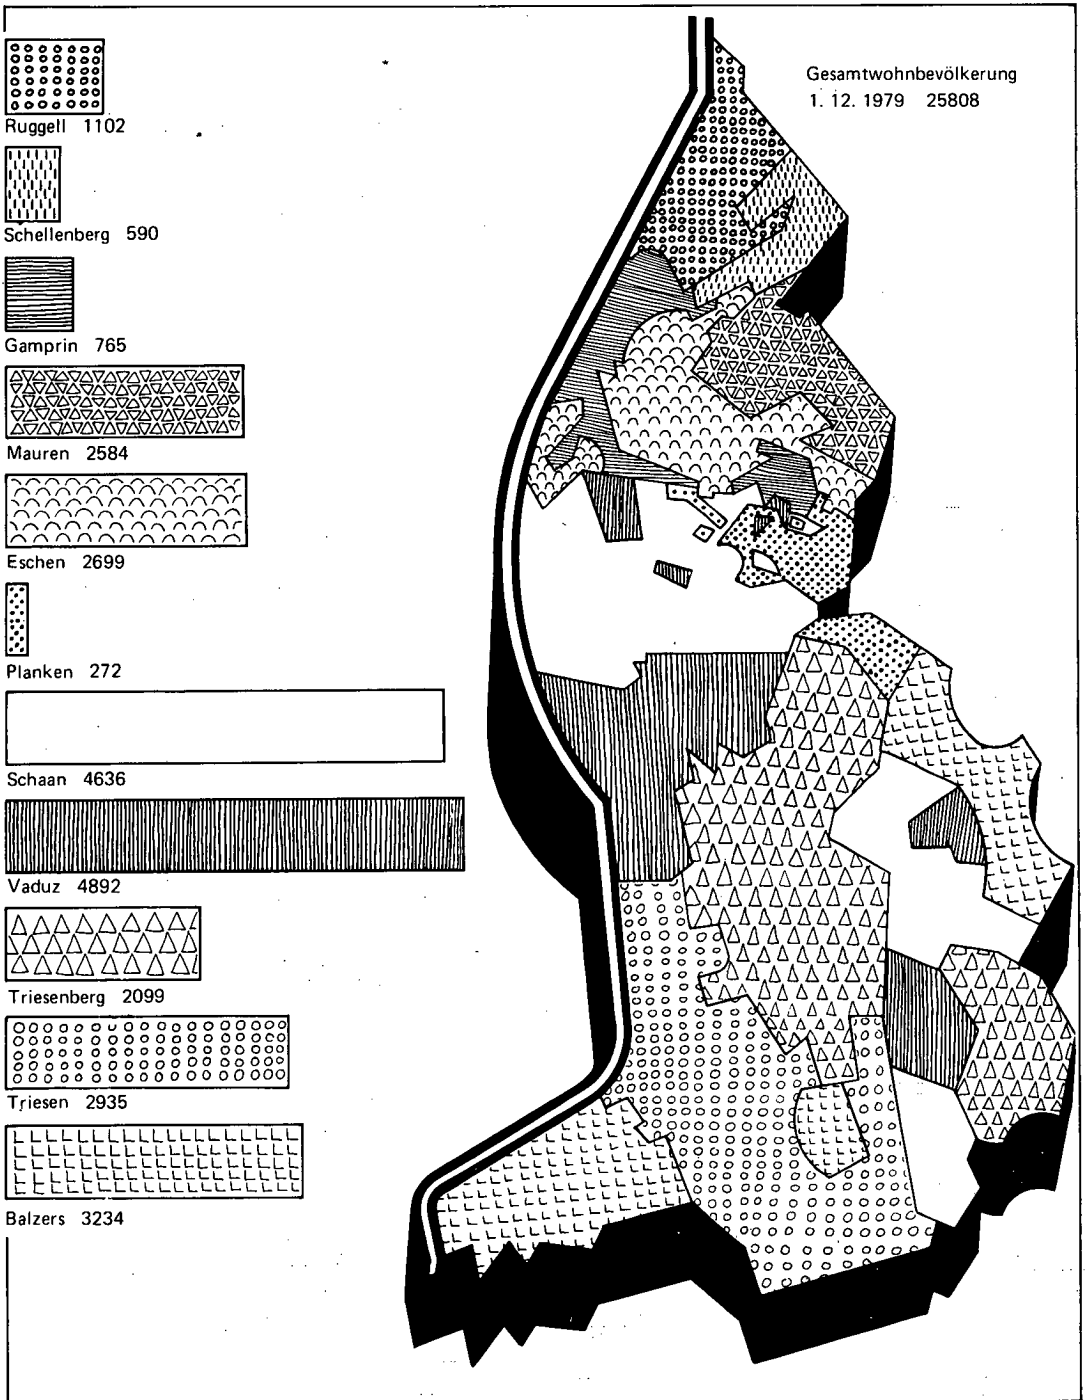 Gesamtwohnbevölkerung
1. 12. 1979 25808
Ruggell 1102
Schellenberg 590
Gamprin 765
Mauren 2584
Eschen 2699
Planken 272
Schaan 4636
Vaduz 4892
Triesenberg 2099
Triesen 2935
Balzers 3234